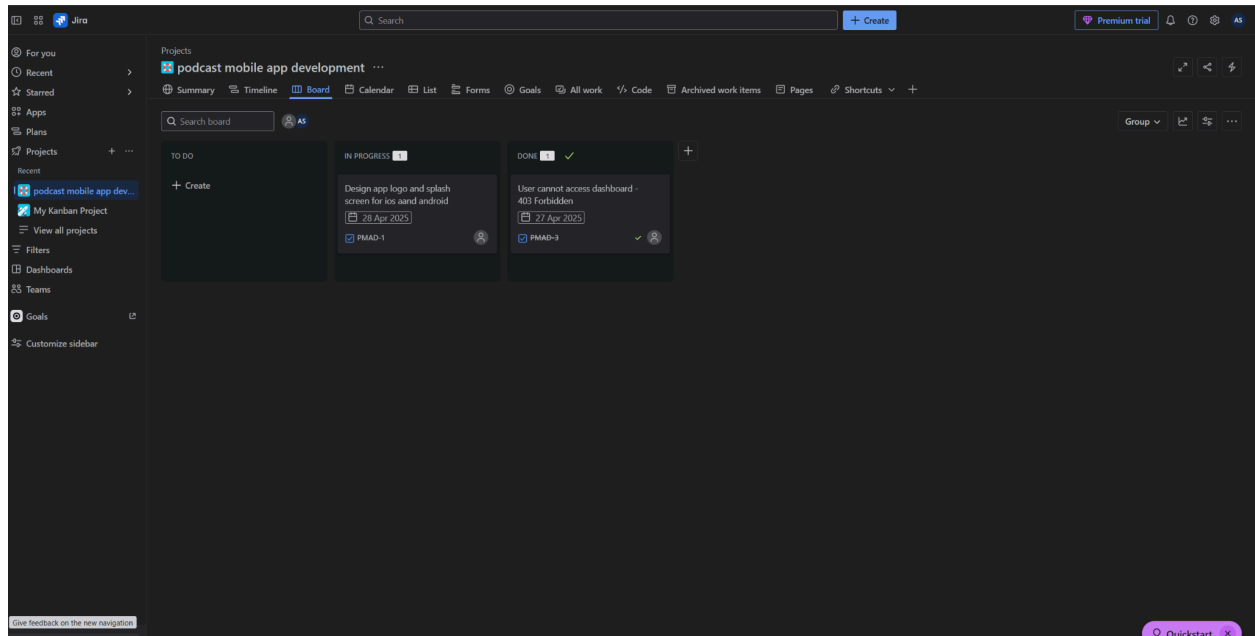 Jira
Search
Create
Premium trial
AS
For you
Recent
Starred
Apps
Plans
Projects
Recent
podcast mobile app dev...
My Kanban Project
View all projects
Filters
Dashboards
Teams
Goals
Customize sidebar
Give feedback on the new navigation
Projects
podcast mobile app development
Summary Timeline Board Calendar List Forms Goals All work Code Archived work items Pages Shortcuts
Search board
AS
Group
TO DO
Create
IN PROGRESS 1
Design app logo and splash
screen for ios aand android
28 Apr 2025
PMAD-1
DONE 1
User cannot access dashboard -
403 Forbidden
27 Apr 2025
PMAD-3
Quickstart